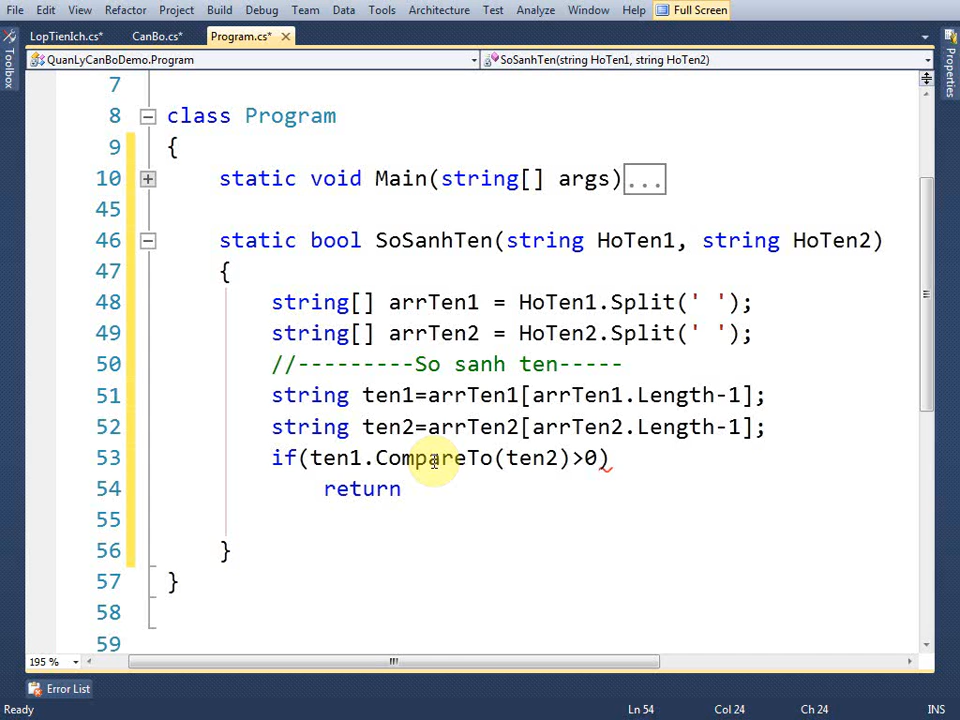 File Edit View Refactor Project Build Debug Team Data Tools Architecture Test Analyze Window Help Full Screen
LopTienIch.cs* CanBo.cs* Program.cs*
QuanLyCanBoDemo.Program SoSanhTen(string HoTen1, string HoTen2)
Toolbox
Properties
7
8 class Program
9 {
10 static void Main(string[] args)...
45
46 static bool SoSanhTen(string HoTen1, string HoTen2)
47 {
48 string[] arrTen1 = HoTen1.Split(' ');
49 string[] arrTen2 = HoTen2.Split(' ');
50 //---------So sanh ten-----
51 string ten1=arrTen1[arrTen1.Length-1];
52 string ten2=arrTen2[arrTen2.Length-1];
53 if(ten1.CompareTo(ten2)>0)
54 return
55
56 }
57 }
58
59
195 %
Error List
Ready Ln 54 Col 24 Ch 24 INS